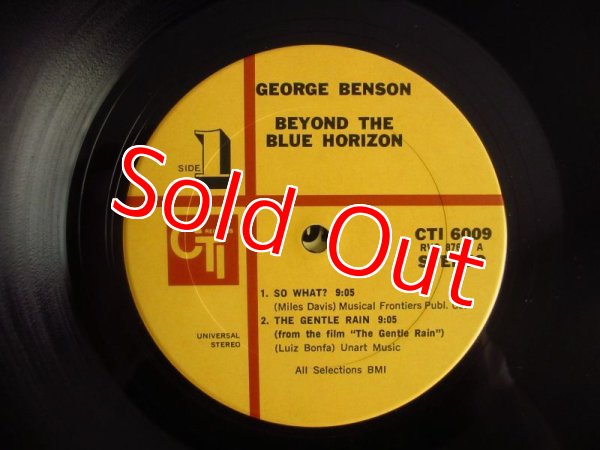 GEORGE BENSON
BEYOND THE
BLUE HORIZON
SIDE 1
Sold Out
CTI
CTI 6009
A
1. SO WHAT? 9:05
(Miles Davis) Musical Frontiers Publ.
2. THE GENTLE RAIN 9:05
(from the film "The Gentle Rain")
(Luiz Bonfa) Unart Music
UNIVERSAL
STEREO
All Selections BMI